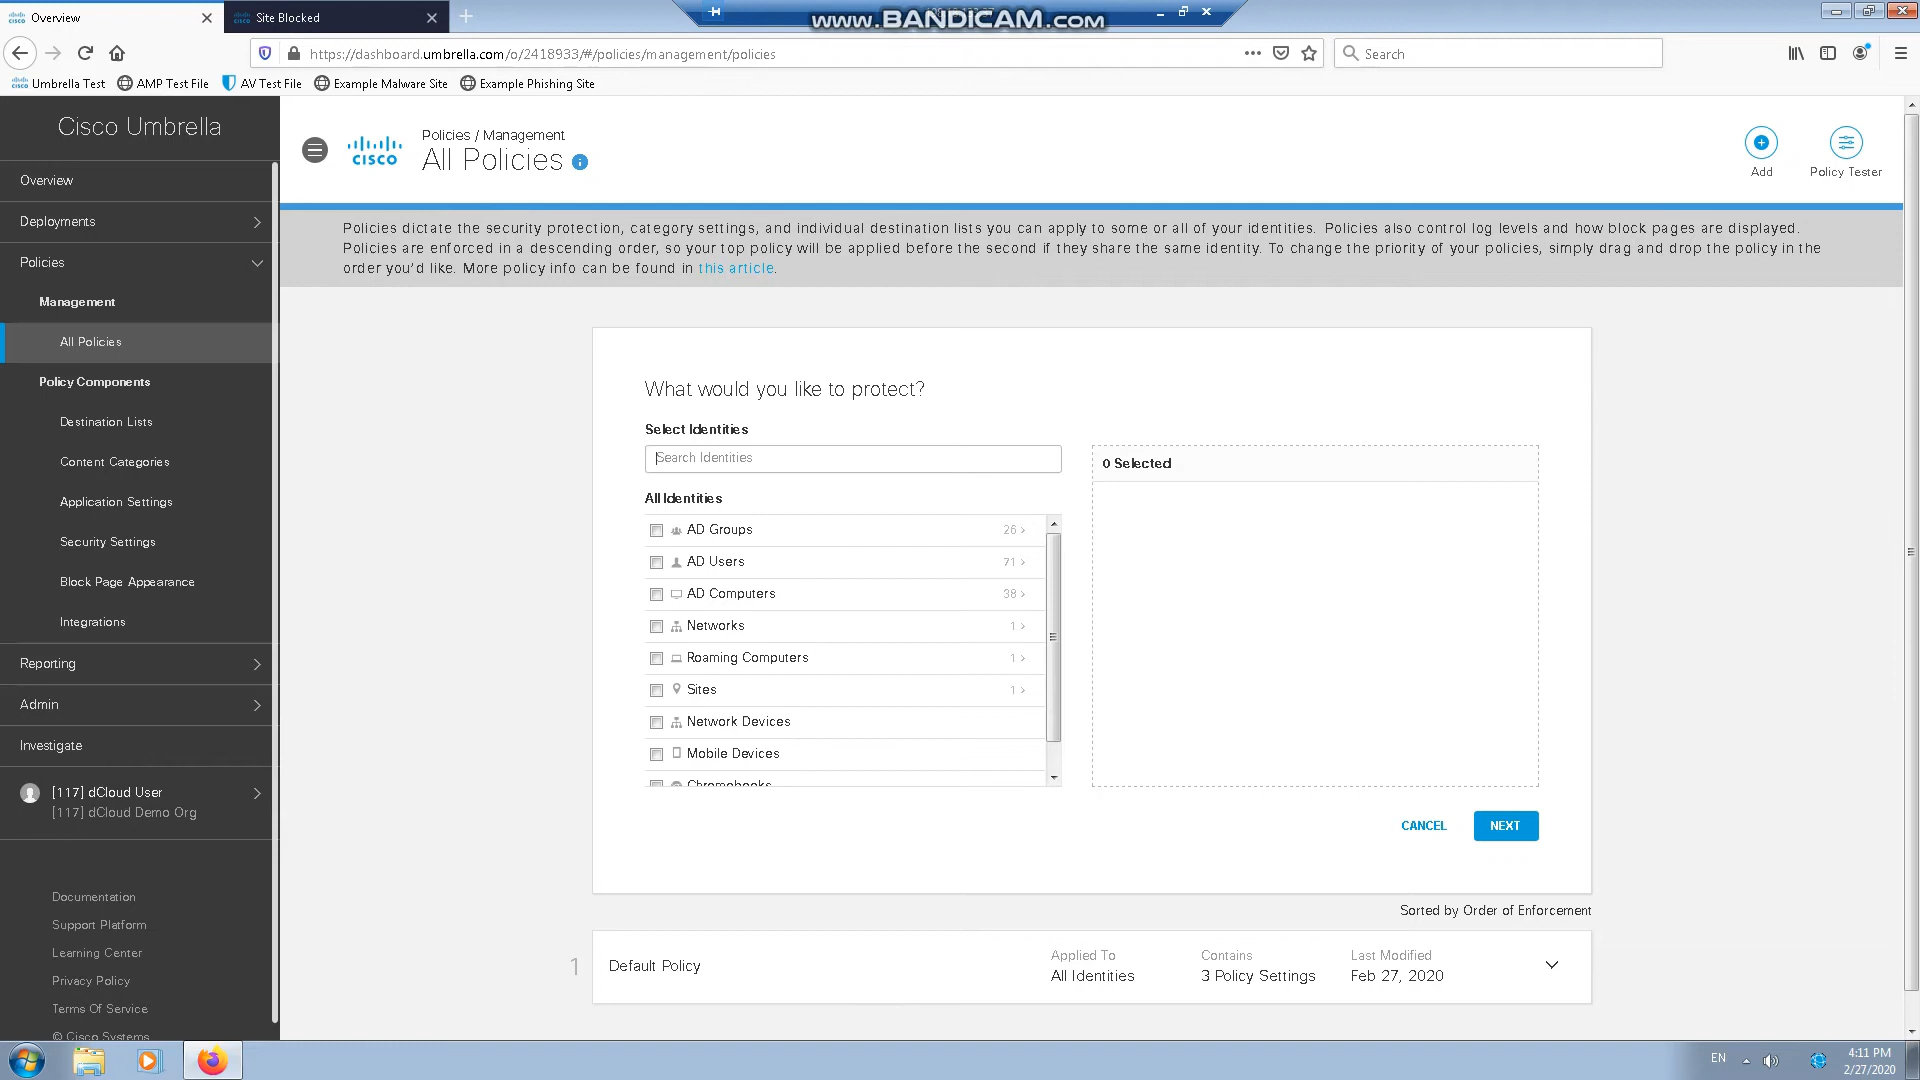 Overview
Site Blocked
www.BANDICAM.com
https://dashboard.umbrella.com/o/2418933/#/policies/management/policies
Search
Umbrella Test
AMP Test File
AV Test File
Example Malware Site
Example Phishing Site
Cisco Umbrella
Overview
Deployments
Policies
Management
All Policies
Policy Components
Destination Lists
Content Categories
Application Settings
Security Settings
Block Page Appearance
Integrations
Reporting
Admin
Investigate
[117] dCloud User
[117] dCloud Demo Org
Documentation
Support Platform
Learning Center
Privacy Policy
Terms Of Service
© Cisco Systems
cisco
Policies / Management
All Policies
Add
Policy Tester
Policies dictate the security protection, category settings, and individual destination lists you can apply to some or all of your identities. Policies also control log levels and how block pages are displayed.
Policies are enforced in a descending order, so your top policy will be applied before the second if they share the same identity. To change the priority of your policies, simply drag and drop the policy in the
order you'd like. More policy info can be found in this article.
What would you like to protect?
Select Identities
Search Identities
0 Selected
All Identities
AD Groups 26
AD Users 71
AD Computers 38
Networks 1
Roaming Computers 1
Sites 1
Network Devices
Mobile Devices
Chromebooks
CANCEL
NEXT
Sorted by Order of Enforcement
1
Default Policy
Applied To
All Identities
Contains
3 Policy Settings
Last Modified
Feb 27, 2020
EN
4:11 PM
2/27/2020